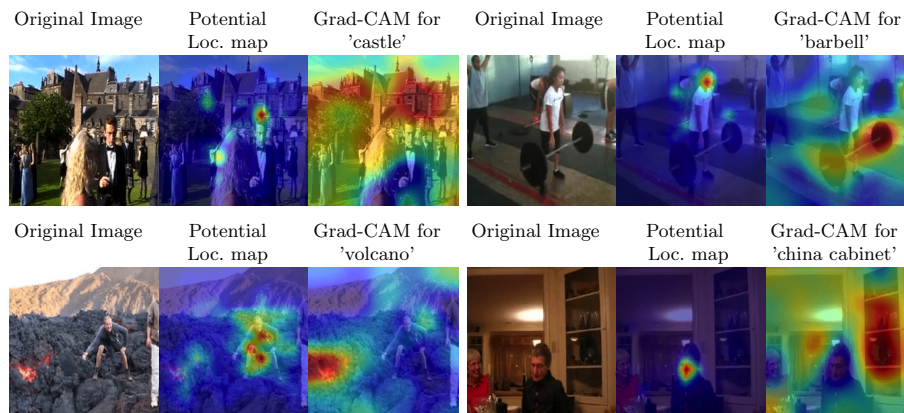 Original Image
Potential
Loc. map
Grad-CAM for
'castle'
Original Image
Potential
Loc. map
Grad-CAM for
'barbell'
Original Image
Potential
Loc. map
Grad-CAM for
'volcano'
Original Image
Potential
Loc. map
Grad-CAM for
'china cabinet'